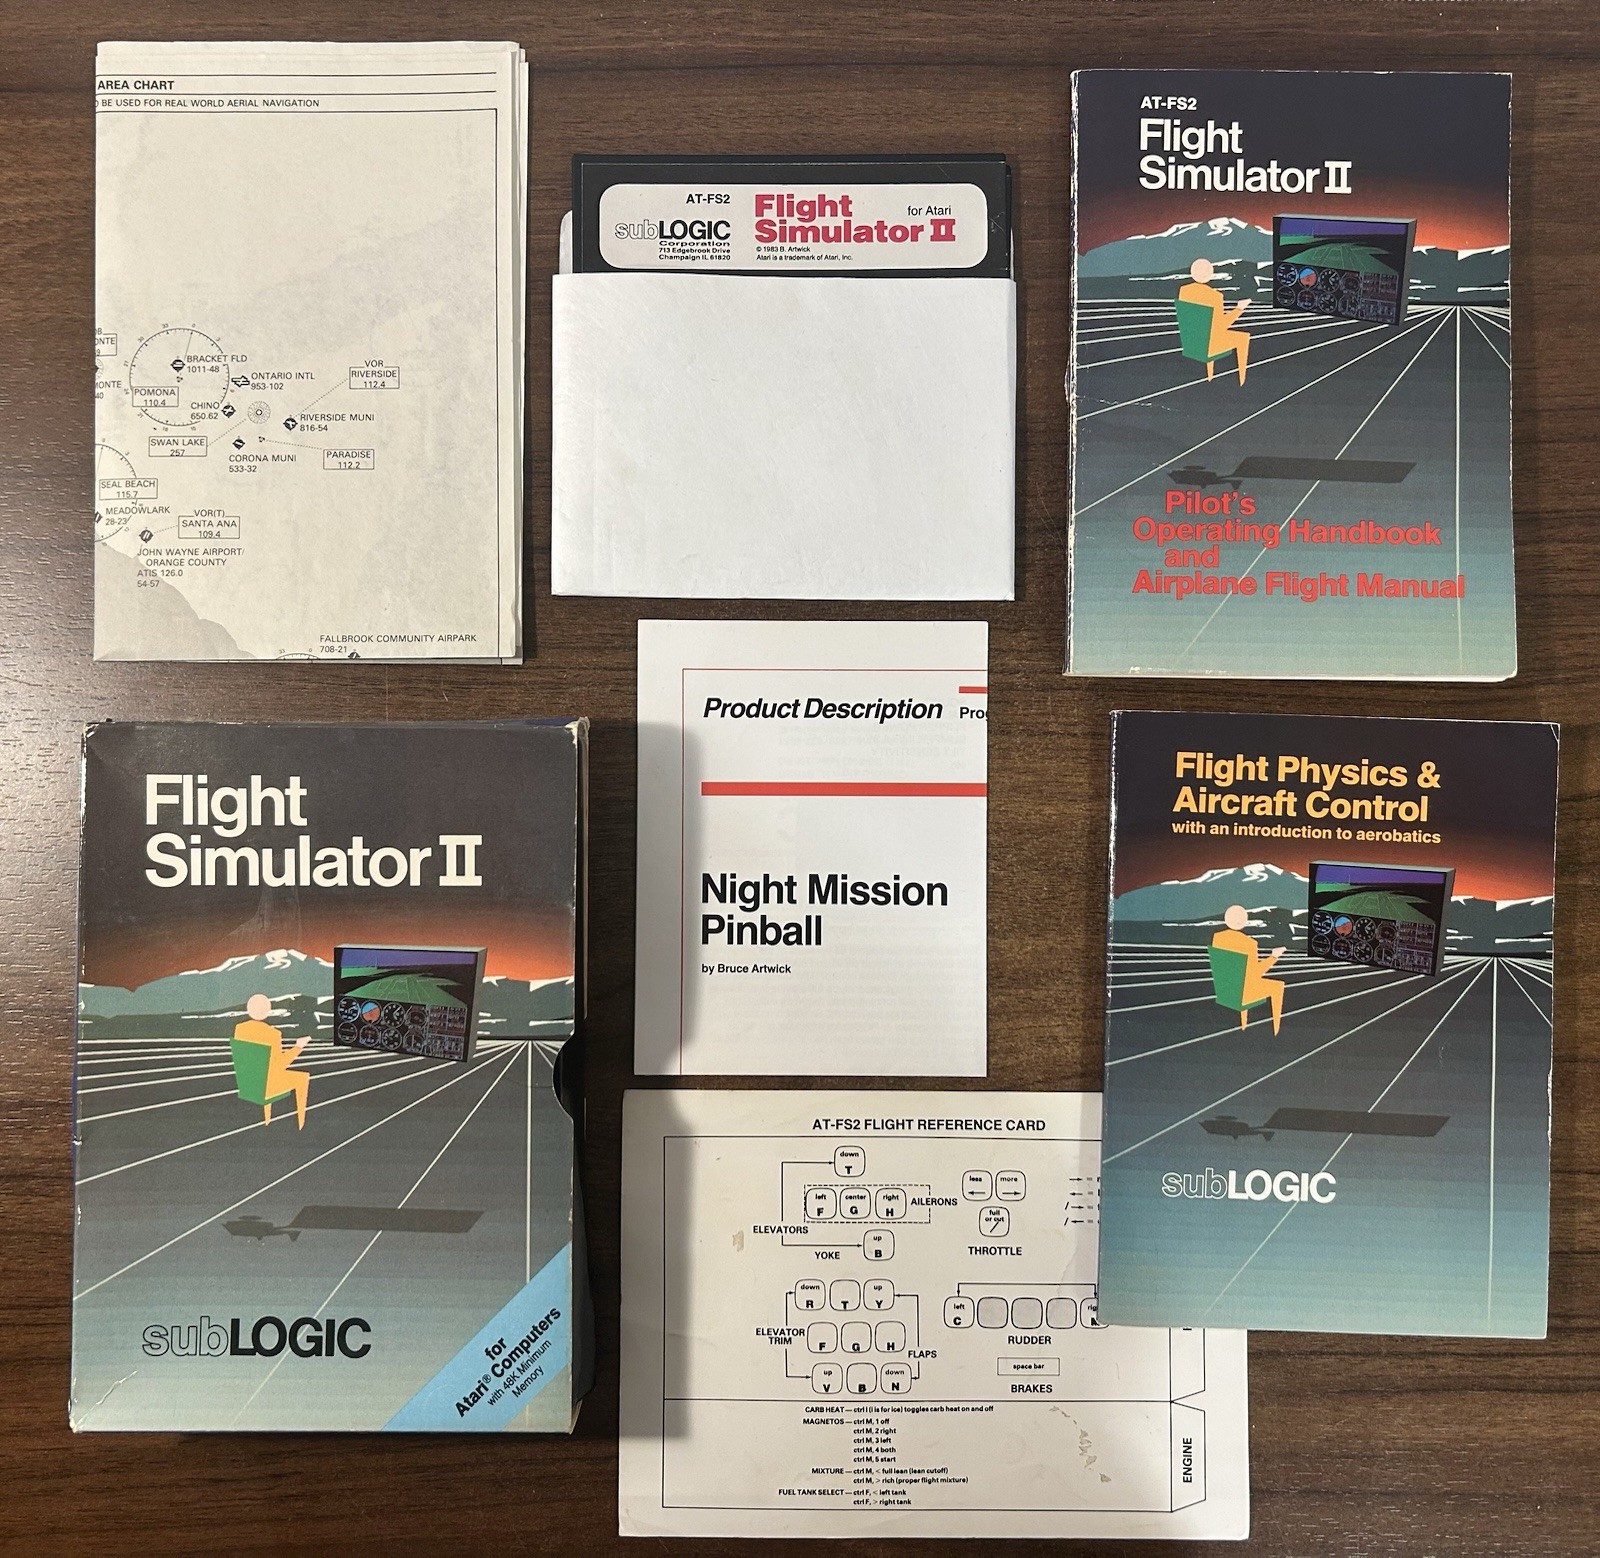 AREA CHART
BE USED FOR REAL WORLD AERIAL NAVIGATION
BRACKET FLD
1011-48
ONTARIO INTL
953-102
VOR
RIVERSIDE
112.4
POMONA
110.4
CHINO
650.62
RIVERSIDE MUNI
816-54
SWAN LAKE
257
CORONA MUNI
533-32
PARADISE
112.2
SEAL BEACH
115.7
MEADOWLARK
28-23
VOR(T)
SANTA ANA
109.4
JOHN WAYNE AIRPORT/
ORANGE COUNTY
ATIS 126.0
54-57
FALLBROOK COMMUNITY AIRPARK
708-21
AT-FS2
subLOGIC
Corporation
713 Edgebrook Drive
Champaign IL 61820
Flight
Simulator II
for Atari
© 1983 B. Artwick
Atari is a trademark of Atari, Inc.
AT-FS2
Flight
Simulator II
Pilot's
Operating Handbook
and
Airplane Flight Manual
Flight
Simulator II
subLOGIC
for
Atari® Computers
with 48K Minimum
Memory
Product Description
Night Mission
Pinball
by Bruce Artwick
Flight Physics &
Aircraft Control
with an introduction to aerobatics
subLOGIC
AT-FS2 FLIGHT REFERENCE CARD
down
T
left center right
F G H
AILERONS
ELEVATORS
up
B
YOKE
less more
full
or cut
THROTTLE
down up
R T Y
ELEVATOR
TRIM
F G H
FLAPS
up down
V B N
left
C
RUDDER
space bar
BRAKES
CARB HEAT — ctrl I (I is for ice) toggles carb heat on and off
MAGNETOS — ctrl M, 1 off
ctrl M, 2 right
ctrl M, 3 left
ctrl M, 4 both
ctrl M, 5 start
MIXTURE — ctrl M, < full lean (lean cutoff)
ctrl M, > rich (proper flight mixture)
FUEL TANK SELECT — ctrl F, < left tank
ctrl F, > right tank
ENGINE